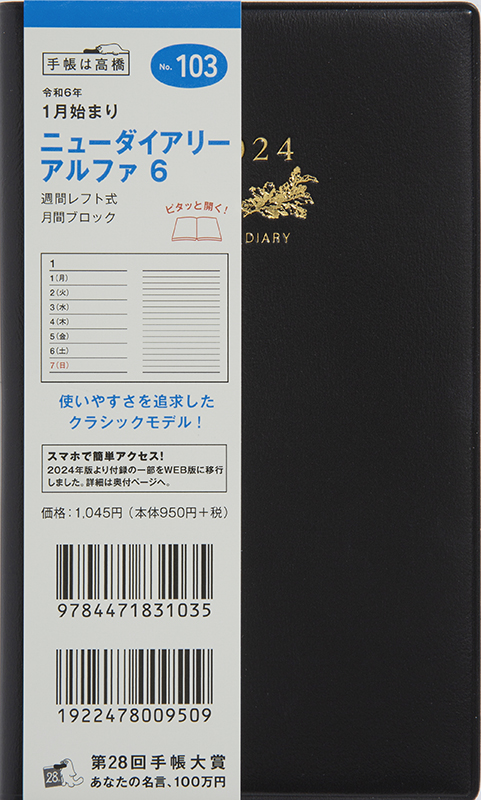 手帳は高橋
No. 103
令和6年
1月始まり
ニューダイアリー
アルファ 6
週間レフト式
月間ブロック
ピタッと開く!
1
1(月)
2(火)
3(水)
4(木)
5(金)
6(土)
7(日)
使いやすさを追求した
クラシックモデル!
スマホで簡単アクセス!
2024年版より付録の一部をWEB版に移行
しました。詳細は奥付ページへ。
価格:1,045円(本体950円+税)
9784471831035
1922478009509
28
第28回手帳大賞
あなたの名言、100万円
024
DIARY